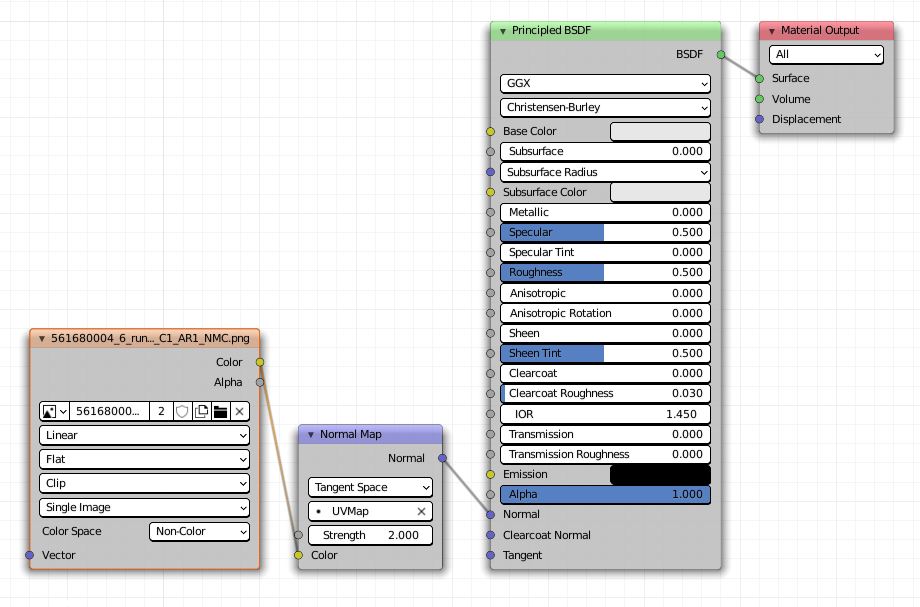 Principled BSDF
BSDF
GGX
Christensen-Burley
Base Color
Subsurface 0.000
Subsurface Radius
Subsurface Color
Metallic 0.000
Specular 0.500
Specular Tint 0.000
Roughness 0.500
Anisotropic 0.000
Anisotropic Rotation 0.000
Sheen 0.000
Sheen Tint 0.500
Clearcoat 0.000
Clearcoat Roughness 0.030
IOR 1.450
Transmission 0.000
Transmission Roughness 0.000
Emission
Alpha 1.000
Normal
Clearcoat Normal
Tangent
Material Output
All
Surface
Volume
Displacement
561680004_6_run..._C1_AR1_NMC.png
Color
Alpha
56168000... 2
Linear
Flat
Clip
Single Image
Color Space Non-Color
Vector
Normal Map
Normal
Tangent Space
UVMap
Strength 2.000
Color